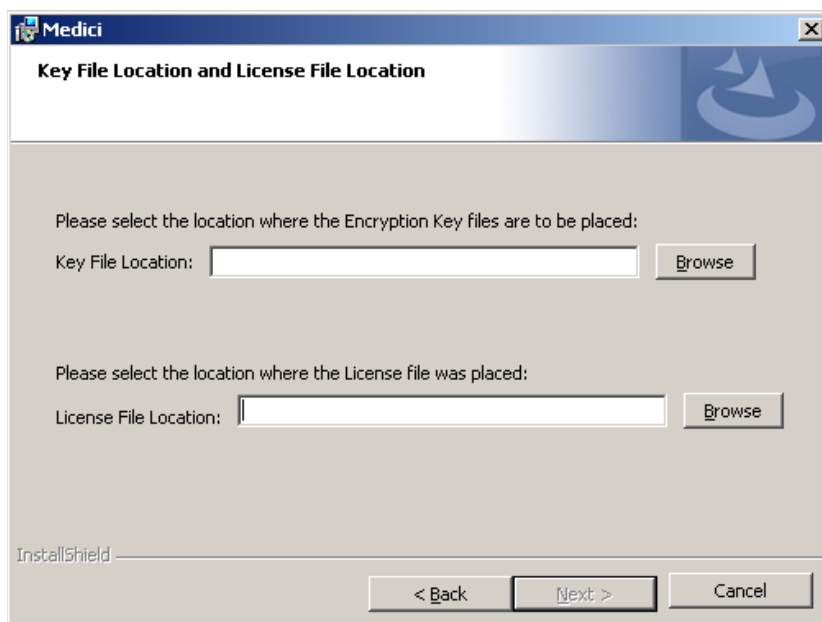 Medici
Key File Location and License File Location
Please select the location where the Encryption Key files are to be placed:
Key File Location:
Browse
Please select the location where the License file was placed:
License File Location:
Browse
InstallShield
< Back
Next >
Cancel